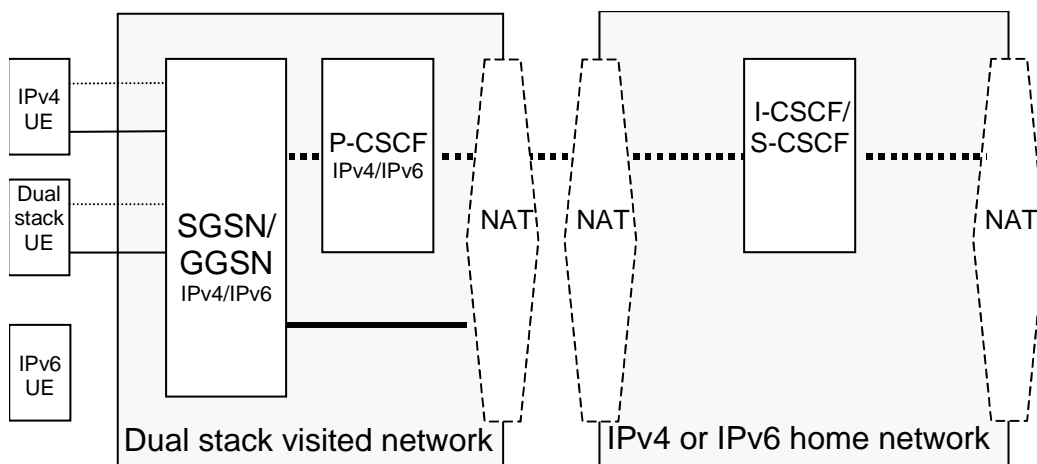 IPv4
UE
Dual
stack
UE
IPv6
UE
SGSN/
GGSN
IPv4/IPv6
P-CSCF
IPv4/IPv6
NAT
Dual stack visited network
NAT
I-CSCF/
S-CSCF
NAT
IPv4 or IPv6 home network